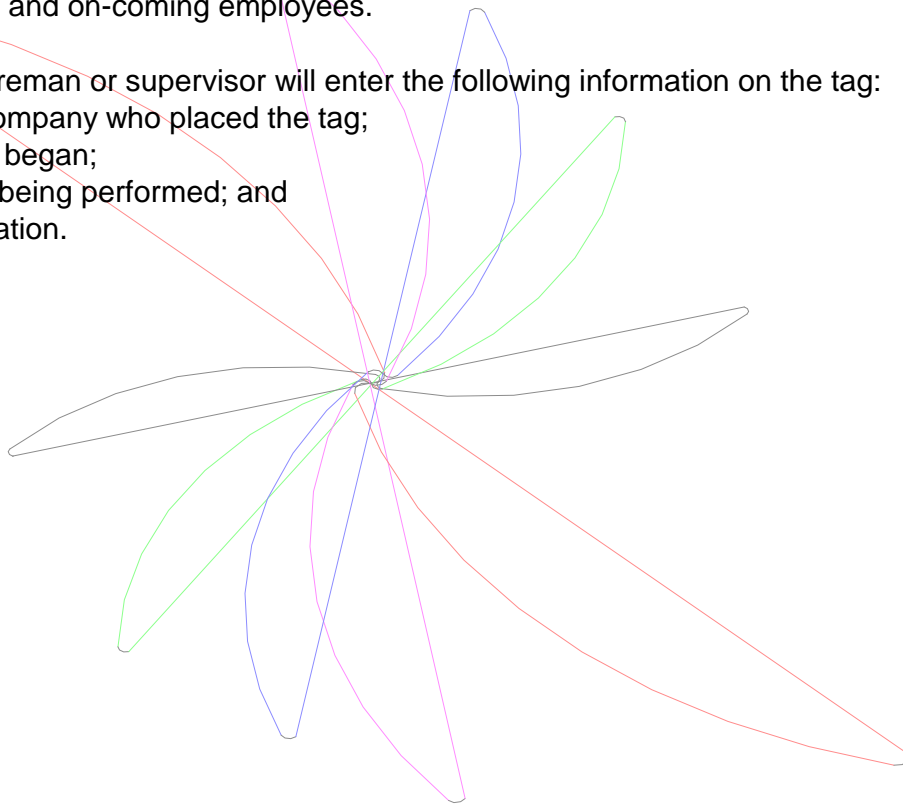 and on-coming employees.
reman or supervisor will enter the following information on the tag:
ompany who placed the tag;
began;
being performed; and
ation.